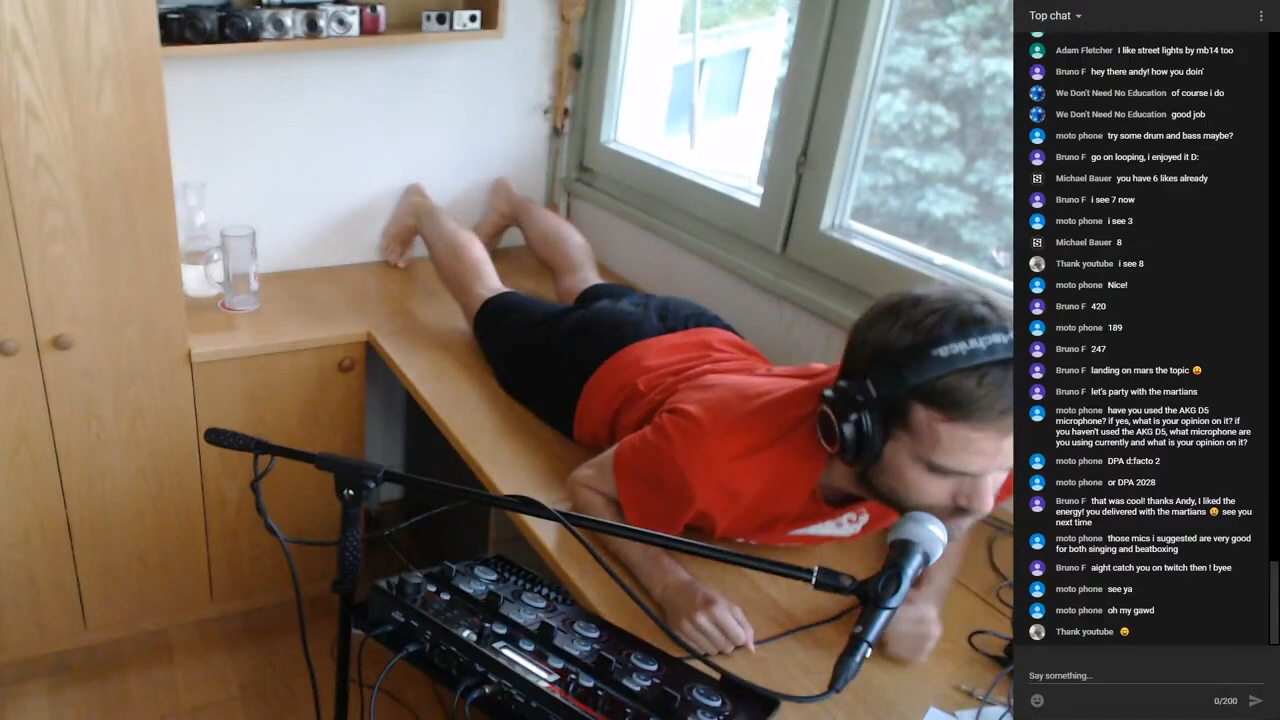 Top chat
Adam Fletcher I like street lights by mb14 too
Bruno F hey there andy! how you doin'
We Don't Need No Education of course i do
We Don't Need No Education good job
moto phone try some drum and bass maybe?
Bruno F go on looping, i enjoyed it D:
Michael Bauer you have 6 likes already
Bruno F i see 7 now
moto phone i see 3
Michael Bauer 8
Thank youtube i see 8
moto phone Nice!
Bruno F 420
moto phone 189
Bruno F 247
Bruno F landing on mars the topic 😛
Bruno F let's party with the martians
moto phone have you used the AKG D5
microphone? if yes, what is your opinion on it? if
you haven't used the AKG D5, what microphone are
you using currently and what is your opinion on it?
moto phone DPA d:facto 2
moto phone or DPA 2028
Bruno F that was cool! thanks Andy, I liked the
energy! you delivered with the martians 😛 see you
next time
moto phone those mics i suggested are very good
for both singing and beatboxing
Bruno F aight catch you on twitch then ! byee
moto phone see ya
moto phone oh my gawd
Thank youtube 😄
Say something...
0/200